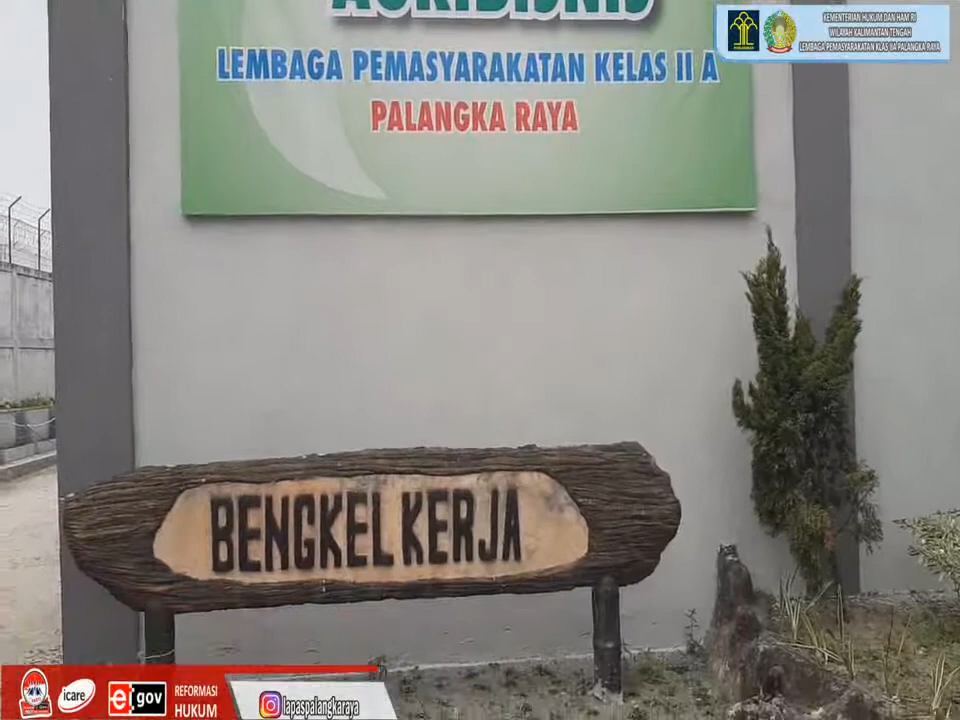 AGRIBISNIS
LEMBAGA PEMASYARAKATAN KELAS II A
PALANGKA RAYA
KEMENTERIAN HUKUM DAN HAM RI
WILAYAH KALIMANTAN TENGAH
LEMBAGA PEMASYARAKATAN KLAS IIA PALANGKA RAYA
BENGKEL KERJA
icare
e.gov
REFORMASI
HUKUM
lapaspalangkaraya